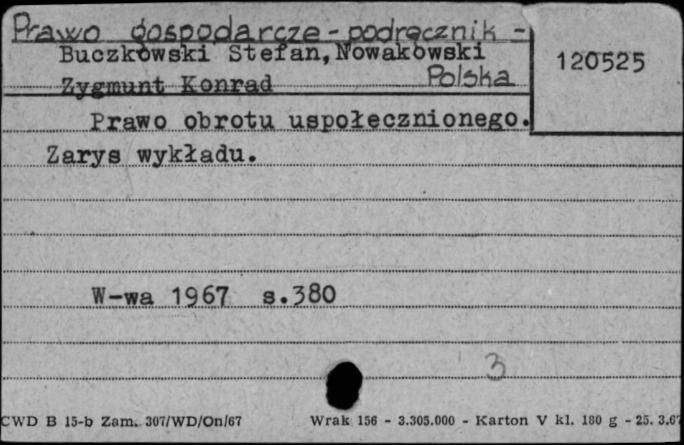 Prawo gospodarcze - podręcznik -
Buczkowski Stefan, Nowakowski
120525
Zygmunt Konrad
Polska
Prawo obrotu uspołecznionego.
Zarys wykładu.
W-wa 1967 s.380
3
CWD B 15-b Zam. 307/WD/On/67 Wrak 156 - 3.305.000 - Karton V kl. 180 g - 25. 3.67